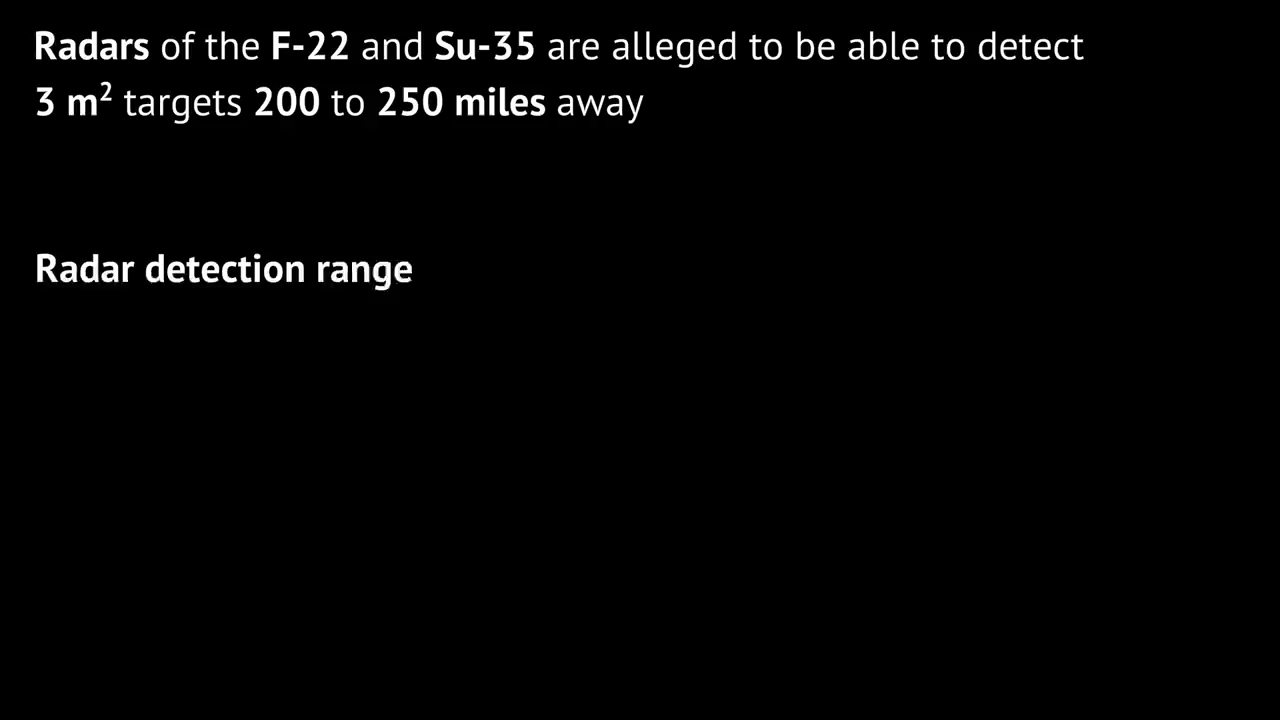 Radars of the F-22 and Su-35 are alleged to be able to detect
3 m² targets 200 to 250 miles away
Radar detection range